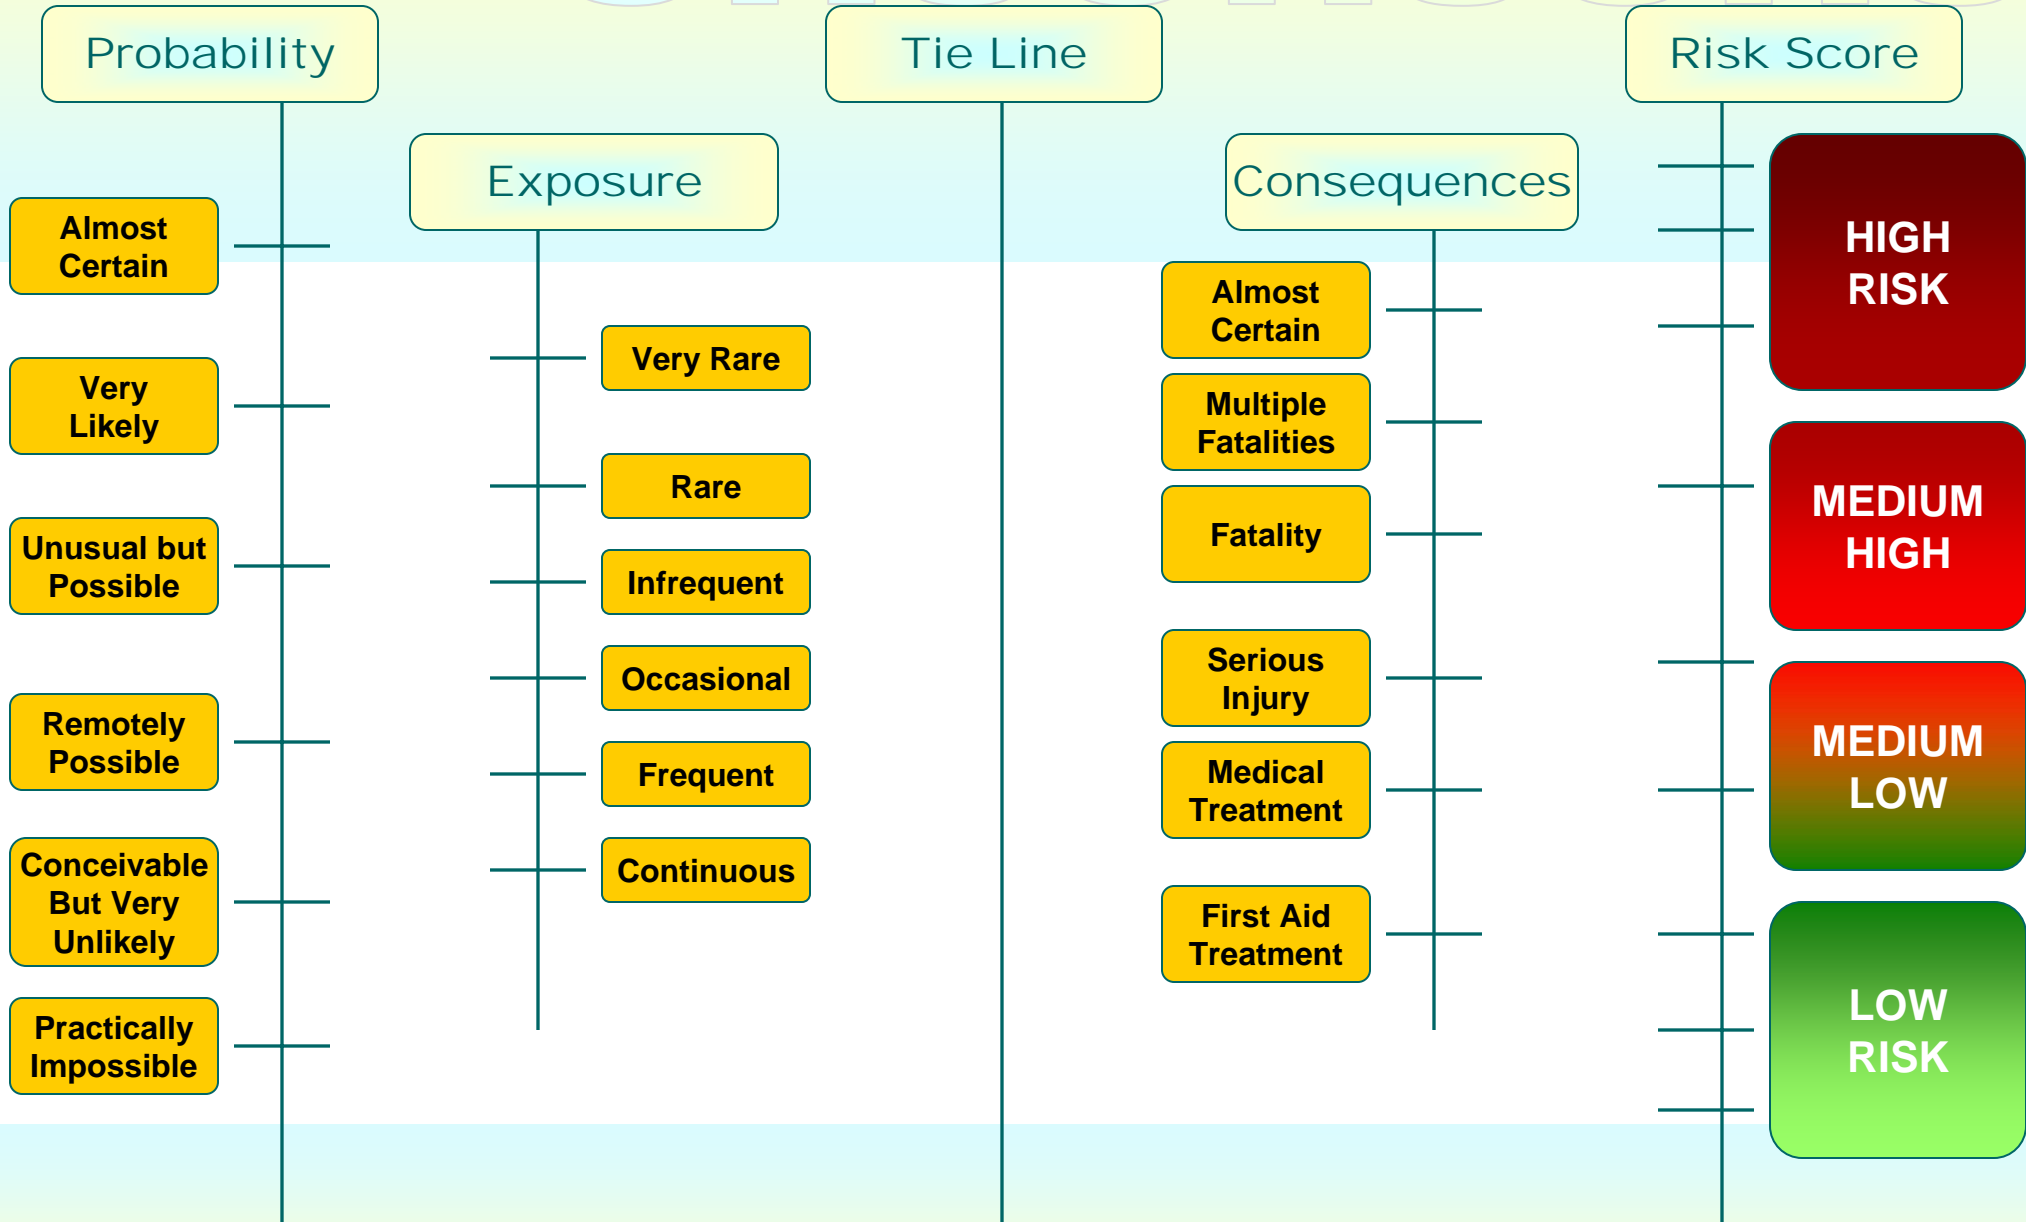 Probability
Tie Line
Risk Score
Exposure
Consequences
Almost
Certain
Very
Likely
Unusual but
Possible
Remotely
Possible
Conceivable
But Very
Unlikely
Practically
Impossible
Very Rare
Rare
Infrequent
Occasional
Frequent
Continuous
Almost
Certain
Multiple
Fatalities
Fatality
Serious
Injury
Medical
Treatment
First Aid
Treatment
HIGH
RISK
MEDIUM
HIGH
MEDIUM
LOW
LOW
RISK